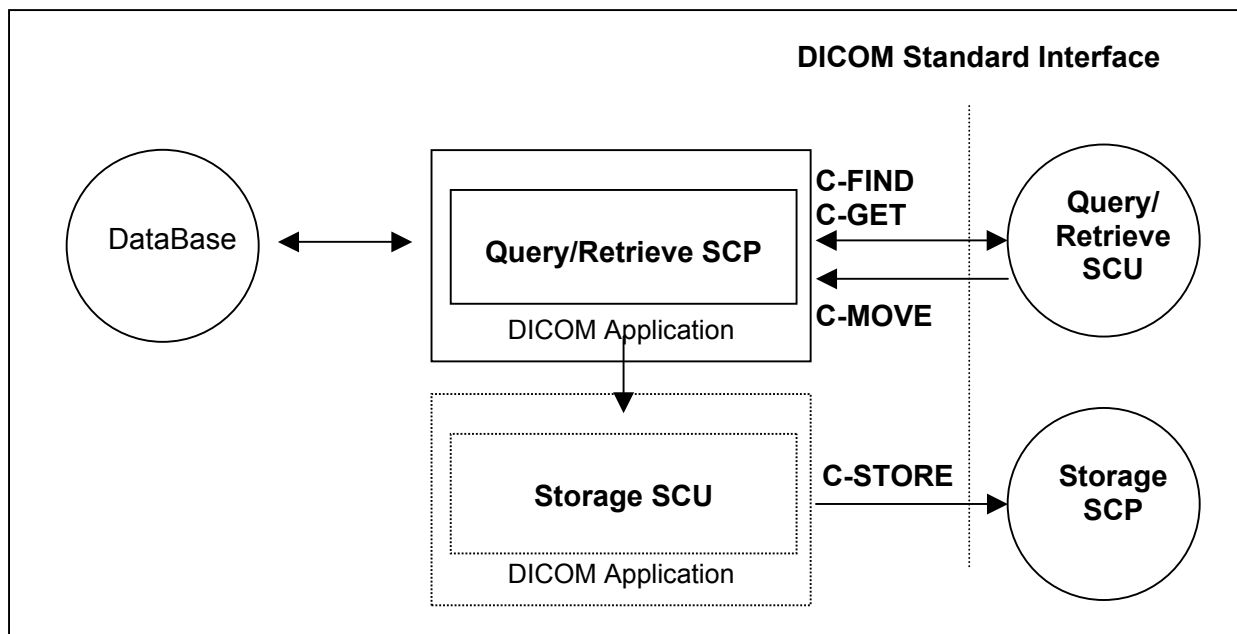 DICOM Standard Interface
DataBase
Query/Retrieve SCP
DICOM Application
C-FIND
C-GET
C-MOVE
Query/
Retrieve
SCU
Storage SCU
DICOM Application
C-STORE
Storage
SCP